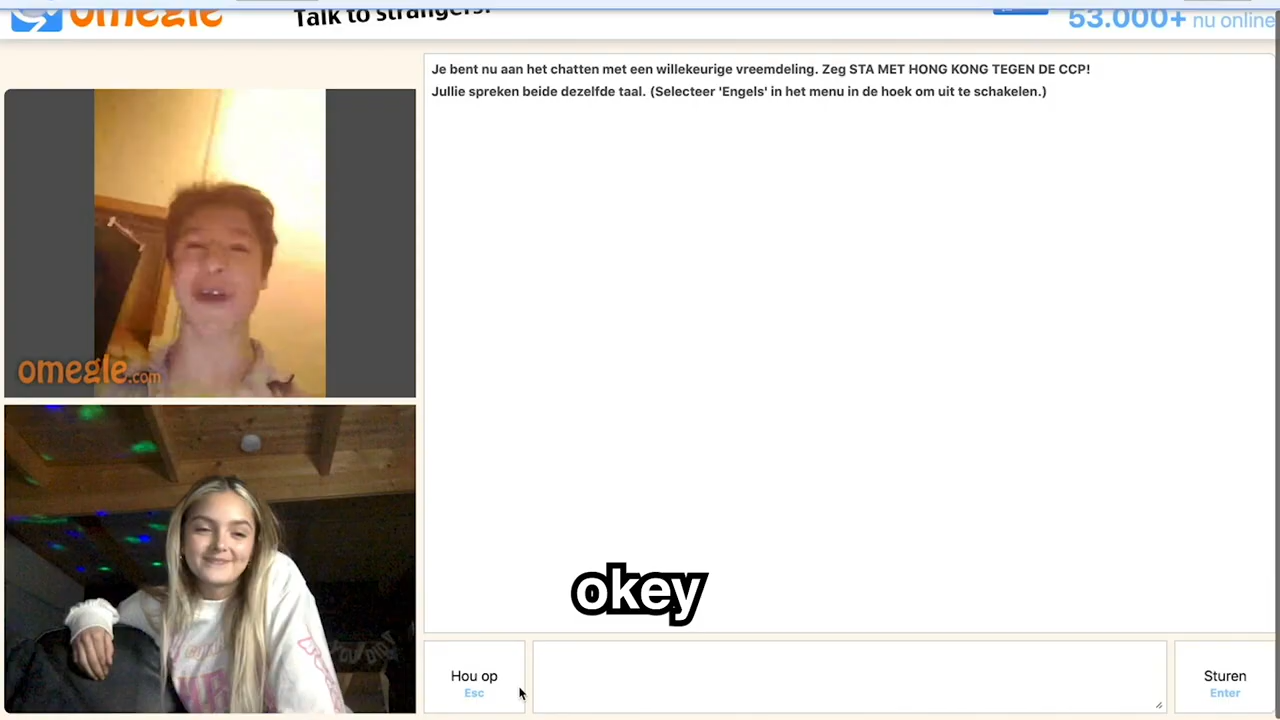 omegle
Talk to strangers!
53.000+ nu online
Je bent nu aan het chatten met een willekeurige vreemdeling. Zeg STA MET HONG KONG TEGEN DE CCP!
Jullie spreken beide dezelfde taal. (Selecteer 'Engels' in het menu in de hoek om uit te schakelen.)
omegle.com
okey
Hou op
Esc
Sturen
Enter